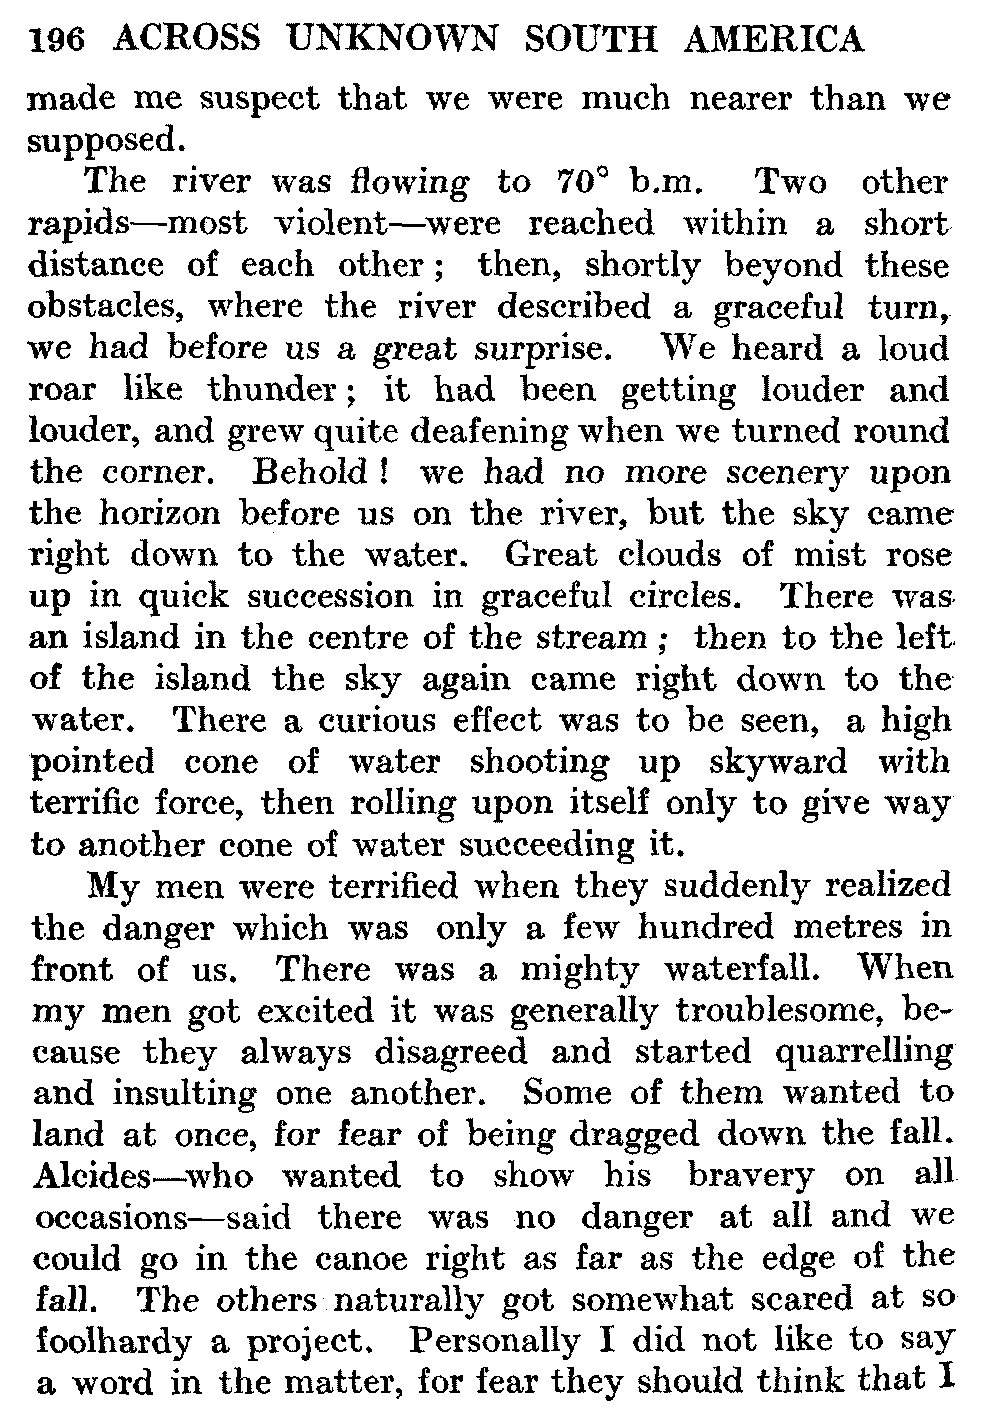 196 ACROSS UNKNOWN SOUTH AMERICA
made me suspect that we were much nearer than we
supposed.
The river was flowing to 70° b.m. Two other
rapids—most violent—were reached within a short
distance of each other; then, shortly beyond these
obstacles, where the river described a graceful turn,
we had before us a great surprise. We heard a loud
roar like thunder; it had been getting louder and
louder, and grew quite deafening when we turned round
the corner. Behold! we had no more scenery upon
the horizon before us on the river, but the sky came
right down to the water. Great clouds of mist rose
up in quick succession in graceful circles. There was
an island in the centre of the stream; then to the left
of the island the sky again came right down to the
water. There a curious effect was to be seen, a high
pointed cone of water shooting up skyward with
terrific force, then rolling upon itself only to give way
to another cone of water succeeding it.
My men were terrified when they suddenly realized
the danger which was only a few hundred metres in
front of us. There was a mighty waterfall. When
my men got excited it was generally troublesome, be-
cause they always disagreed and started quarrelling
and insulting one another. Some of them wanted to
land at once, for fear of being dragged down the fall.
Alcides—who wanted to show his bravery on all
occasions—said there was no danger at all and we
could go in the canoe right as far as the edge of the
fall. The others naturally got somewhat scared at so
foolhardy a project. Personally I did not like to say
a word in the matter, for fear they should think that I